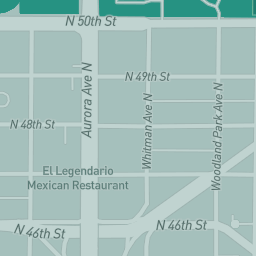 N 50th St
N 49th St
Aurora Ave N
Whitman Ave N
Woodland Park Ave N
N 48th St
El Legendario
Mexican Restaurant
N 46th St
N 46th St